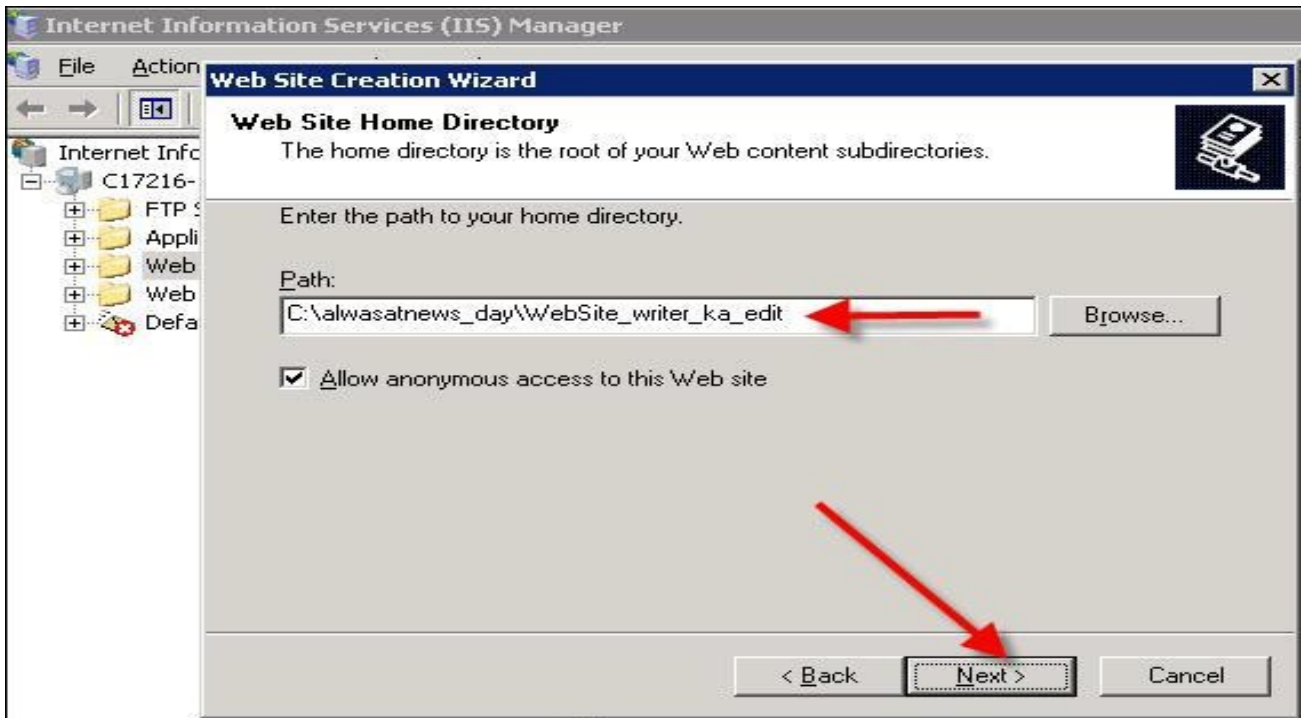 Internet Information Services (IIS) Manager
File Action
Web Site Creation Wizard
Web Site Home Directory
The home directory is the root of your Web content subdirectories.
Internet Info
C17216-
FTP S
Appli
Web
Web
Defa
Enter the path to your home directory.
Path:
C:\alwasatnews_day\WebSite_writer_ka_edit
Browse...
Allow anonymous access to this Web site
< Back Next > Cancel